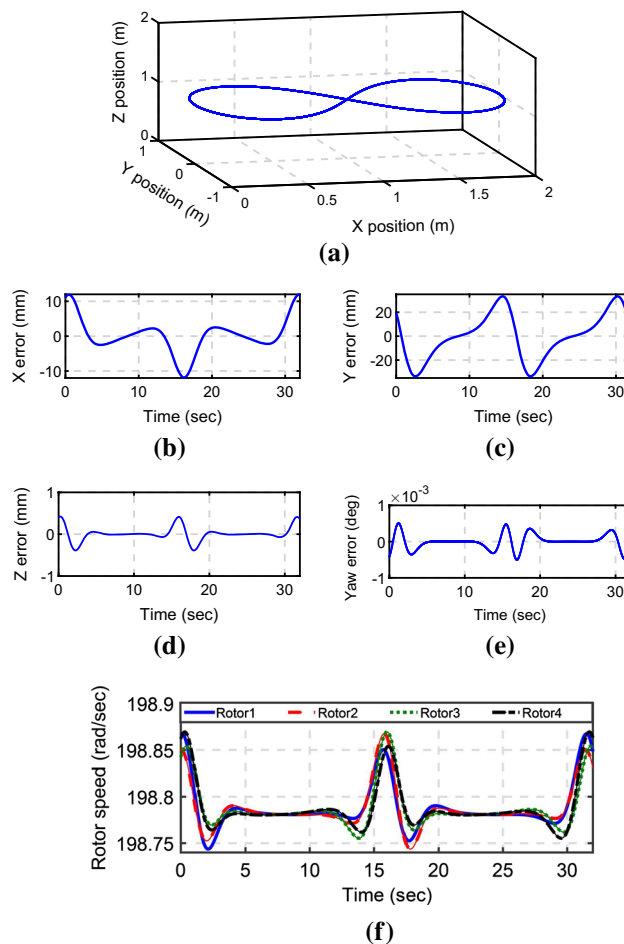 2
1
0
Z position (m)
1
0
-1
Y position (m)
0
0.5
1
1.5
2
X position (m)
(a)
10
0
-10
X error (mm)
0 10 20 30
Time (sec)
(b)
20
0
-20
Y error (mm)
0 10 20 30
Time (sec)
(c)
1
0
-1
Z error (mm)
0 10 20 30
Time (sec)
(d)
×10⁻³
1
0
-1
Yaw error (deg)
0 10 20 30
Time (sec)
(e)
Rotor1 Rotor2 Rotor3 Rotor4
198.9
198.85
198.8
198.75
Rotor speed (rad/sec)
0 5 10 15 20 25 30
Time (sec)
(f)